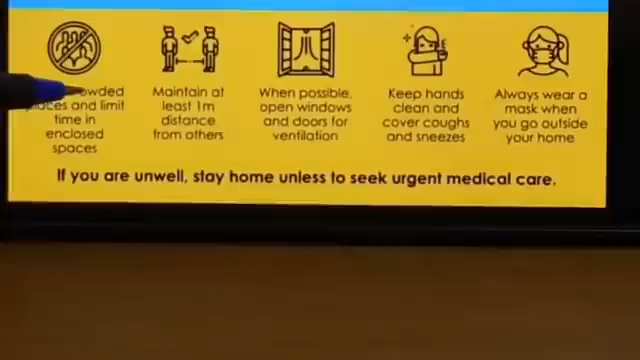 owded
places and limit
time in
enclosed
spaces
Maintain at
least 1m
distance
from others
When possible,
open windows
and doors for
ventilation
Keep hands
clean and
cover coughs
and sneezes
Always wear a
mask when
you go outside
your home
If you are unwell, stay home unless to seek urgent medical care.